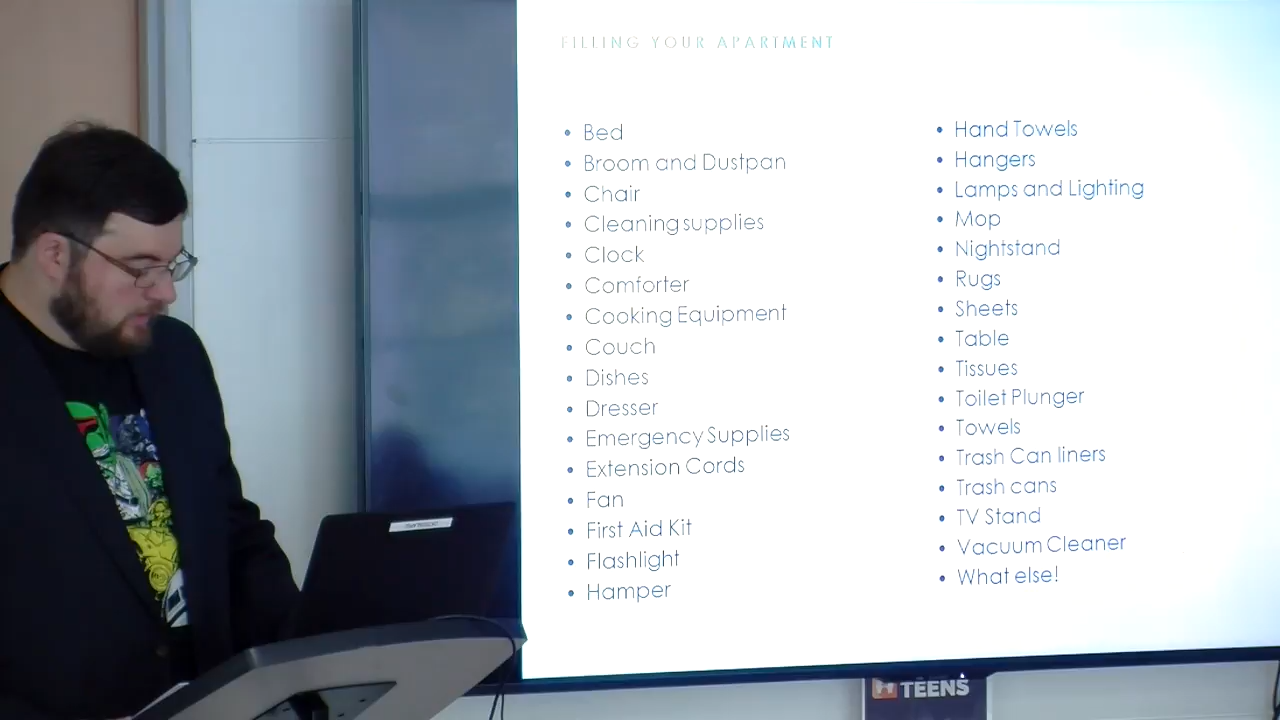 FILLING YOUR APARTMENT
• Bed
• Broom and Dustpan
• Chair
• Cleaning supplies
• Clock
• Comforter
• Cooking Equipment
• Couch
• Dishes
• Dresser
• Emergency Supplies
• Extension Cords
• Fan
• First Aid Kit
• Flashlight
• Hamper
• Hand Towels
• Hangers
• Lamps and Lighting
• Mop
• Nightstand
• Rugs
• Sheets
• Table
• Tissues
• Toilet Plunger
• Towels
• Trash Can liners
• Trash cans
• TV Stand
• Vacuum Cleaner
• What else!
TEENS